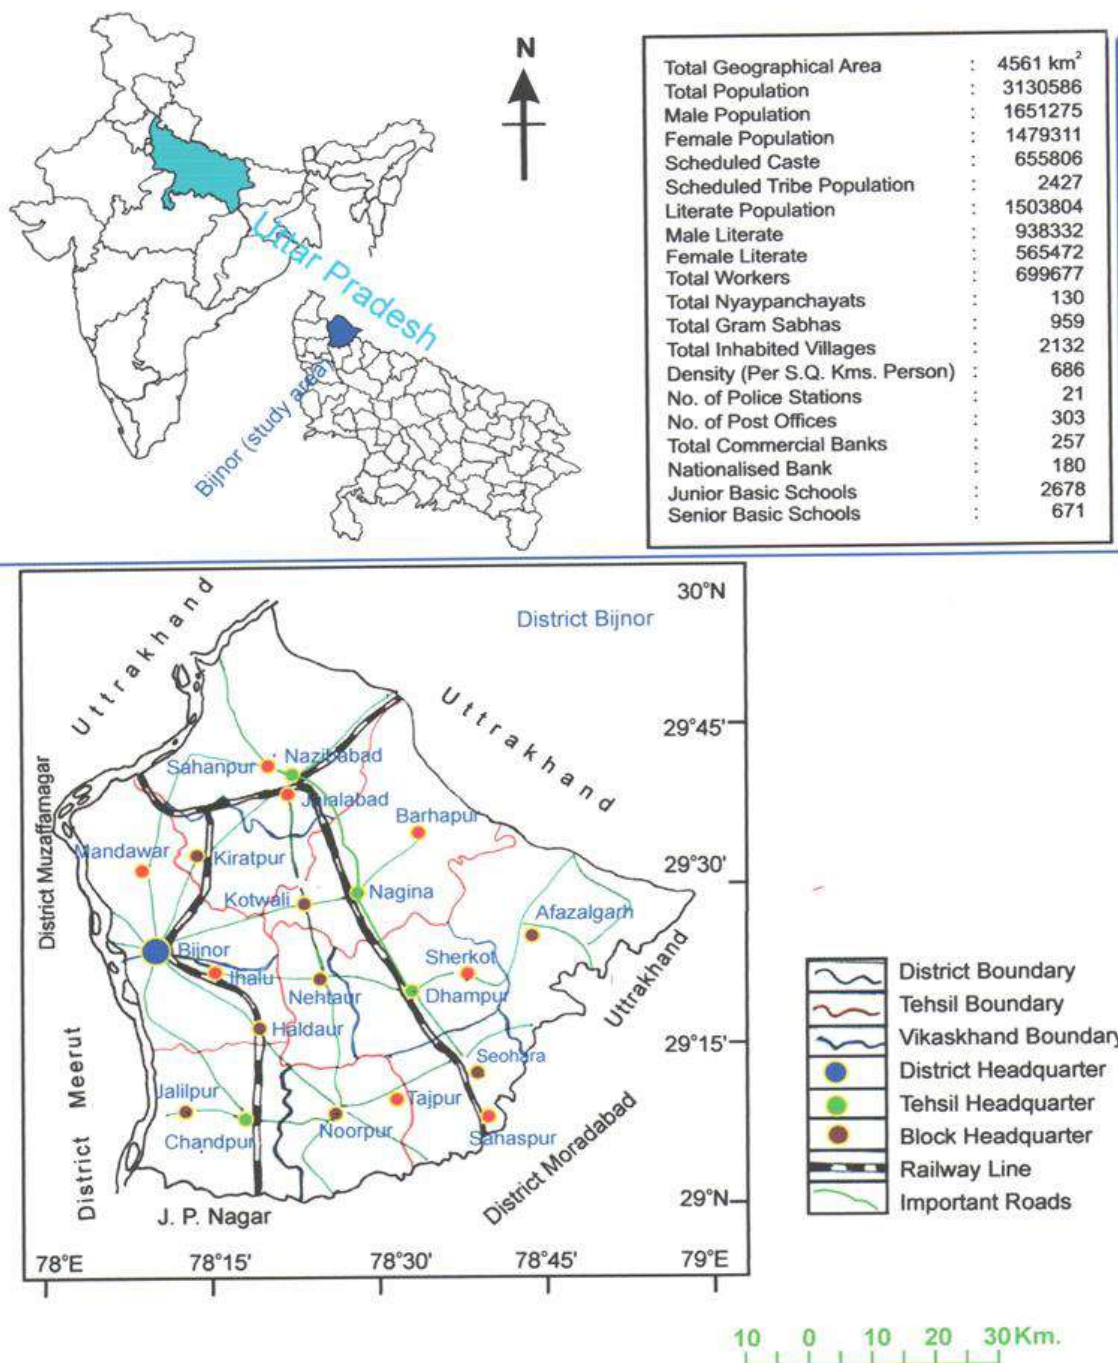 N
Uttar Pradesh
Bijnor (study area)
Total Geographical Area : 4561 km²
Total Population : 3130586
Male Population : 1651275
Female Population : 1479311
Scheduled Caste : 655806
Scheduled Tribe Population : 2427
Literate Population : 1503804
Male Literate : 938332
Female Literate : 565472
Total Workers : 699677
Total Nyaypanchayats : 130
Total Gram Sabhas : 959
Total Inhabited Villages : 2132
Density (Per S.Q. Kms. Person) : 686
No. of Police Stations : 21
No. of Post Offices : 303
Total Commercial Banks : 257
Nationalised Bank : 180
Junior Basic Schools : 2678
Senior Basic Schools : 671
District Bijnor
30°N
Uttrakhand
Uttrakhand
29°45'
Sahanpur
Nazibabad
Jalalabad
Barhapur
District Muzaffarnagar
Mandawar
Kiratpur
29°30'
Kotwali
Nagina
Afazalgarh
Bijnor
Jhalu
Nehtaur
Sherkot
Dhampur
Uttrakhand
Haldaur
29°15'
Seohara
District Meerut
Jalilpur
Chandpur
Noorpur
Tajpur
Sahaspur
District Moradabad
29°N
J. P. Nagar
78°E 78°15' 78°30' 78°45' 79°E
District Boundary
Tehsil Boundary
Vikaskhand Boundary
District Headquarter
Tehsil Headquarter
Block Headquarter
Railway Line
Important Roads
10 0 10 20 30Km.